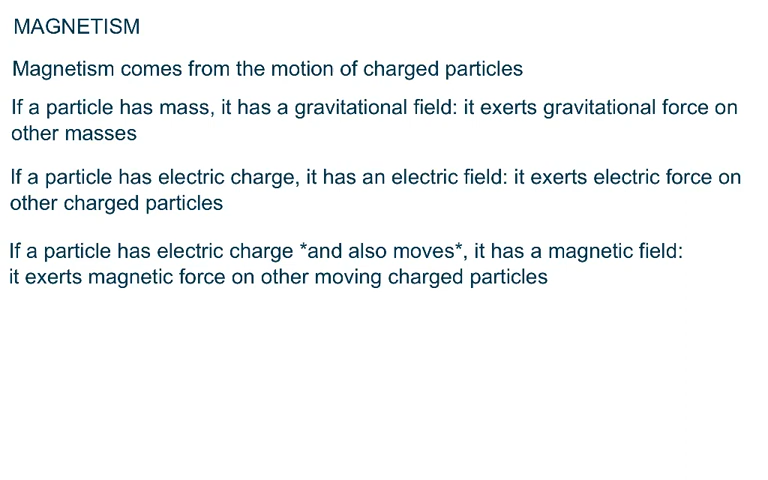 MAGNETISM
Magnetism comes from the motion of charged particles
If a particle has mass, it has a gravitational field: it exerts gravitational force on
other masses
If a particle has electric charge, it has an electric field: it exerts electric force on
other charged particles
If a particle has electric charge *and also moves*, it has a magnetic field:
it exerts magnetic force on other moving charged particles